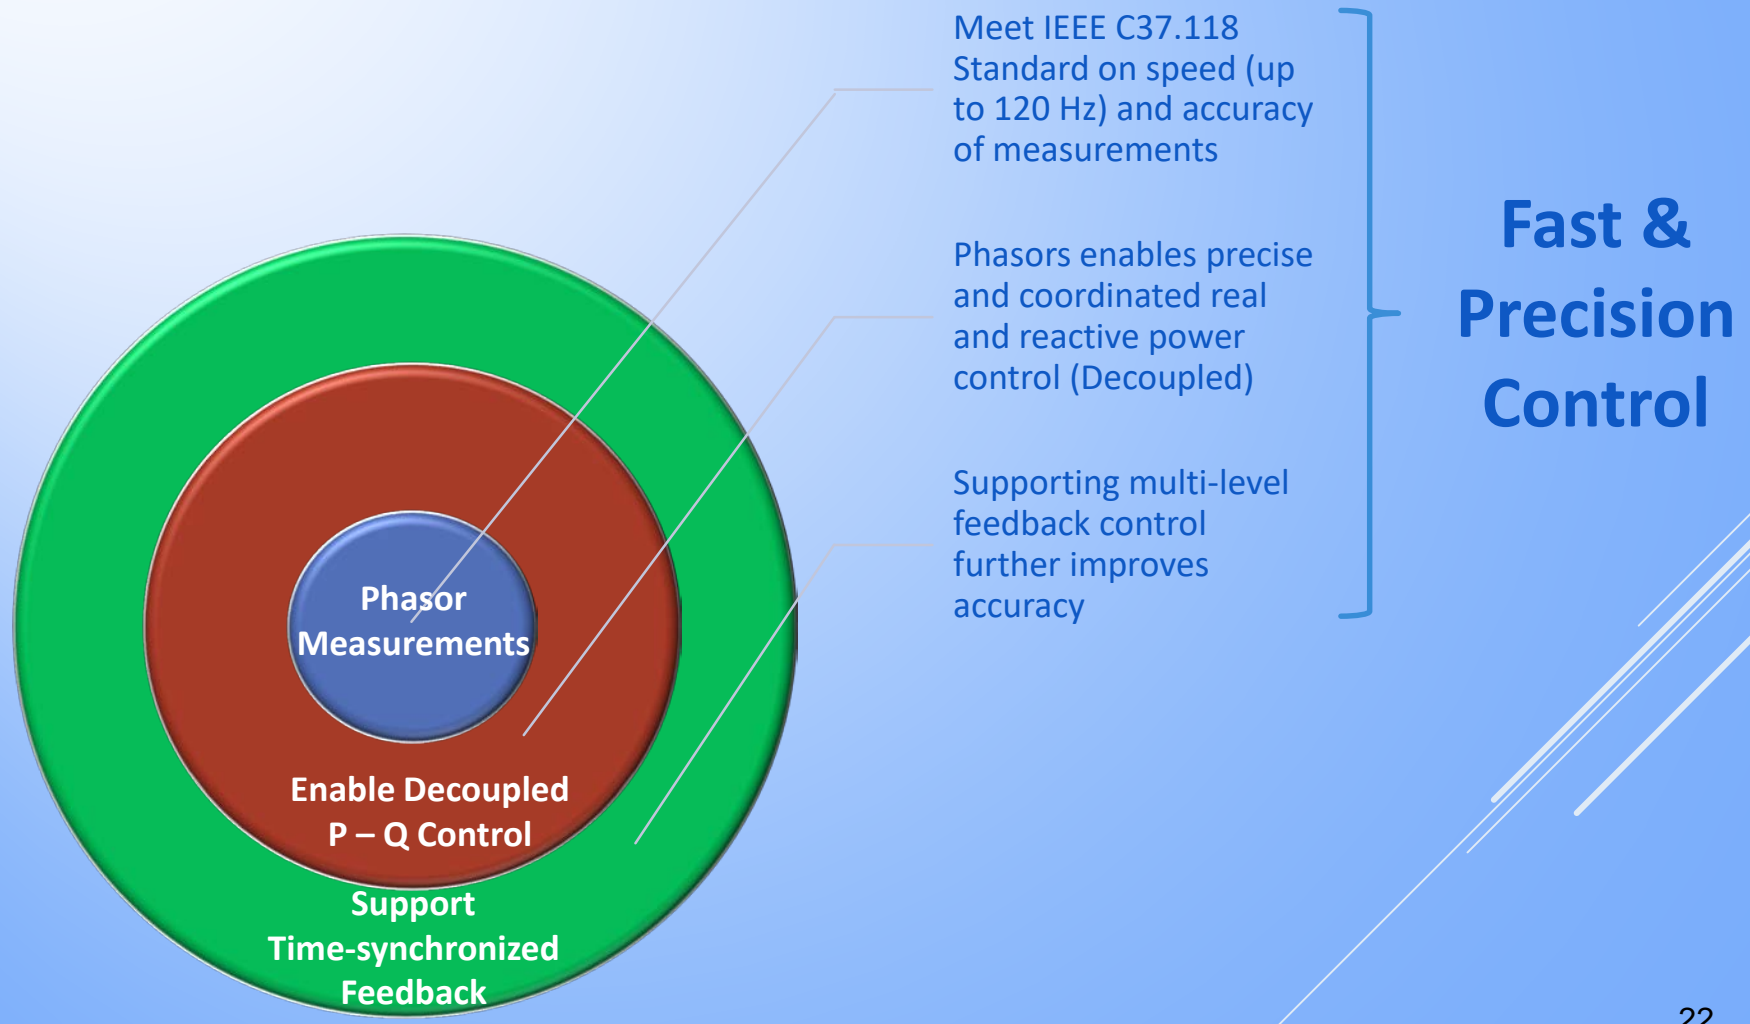 Meet IEEE C37.118
Standard on speed (up
to 120 Hz) and accuracy
of measurements
Phasors enables precise
and coordinated real
and reactive power
control (Decoupled)
Supporting multi-level
feedback control
further improves
accuracy
Fast &
Precision
Control
Phasor
Measurements
Enable Decoupled
P – Q Control
Support
Time-synchronized
Feedback
22